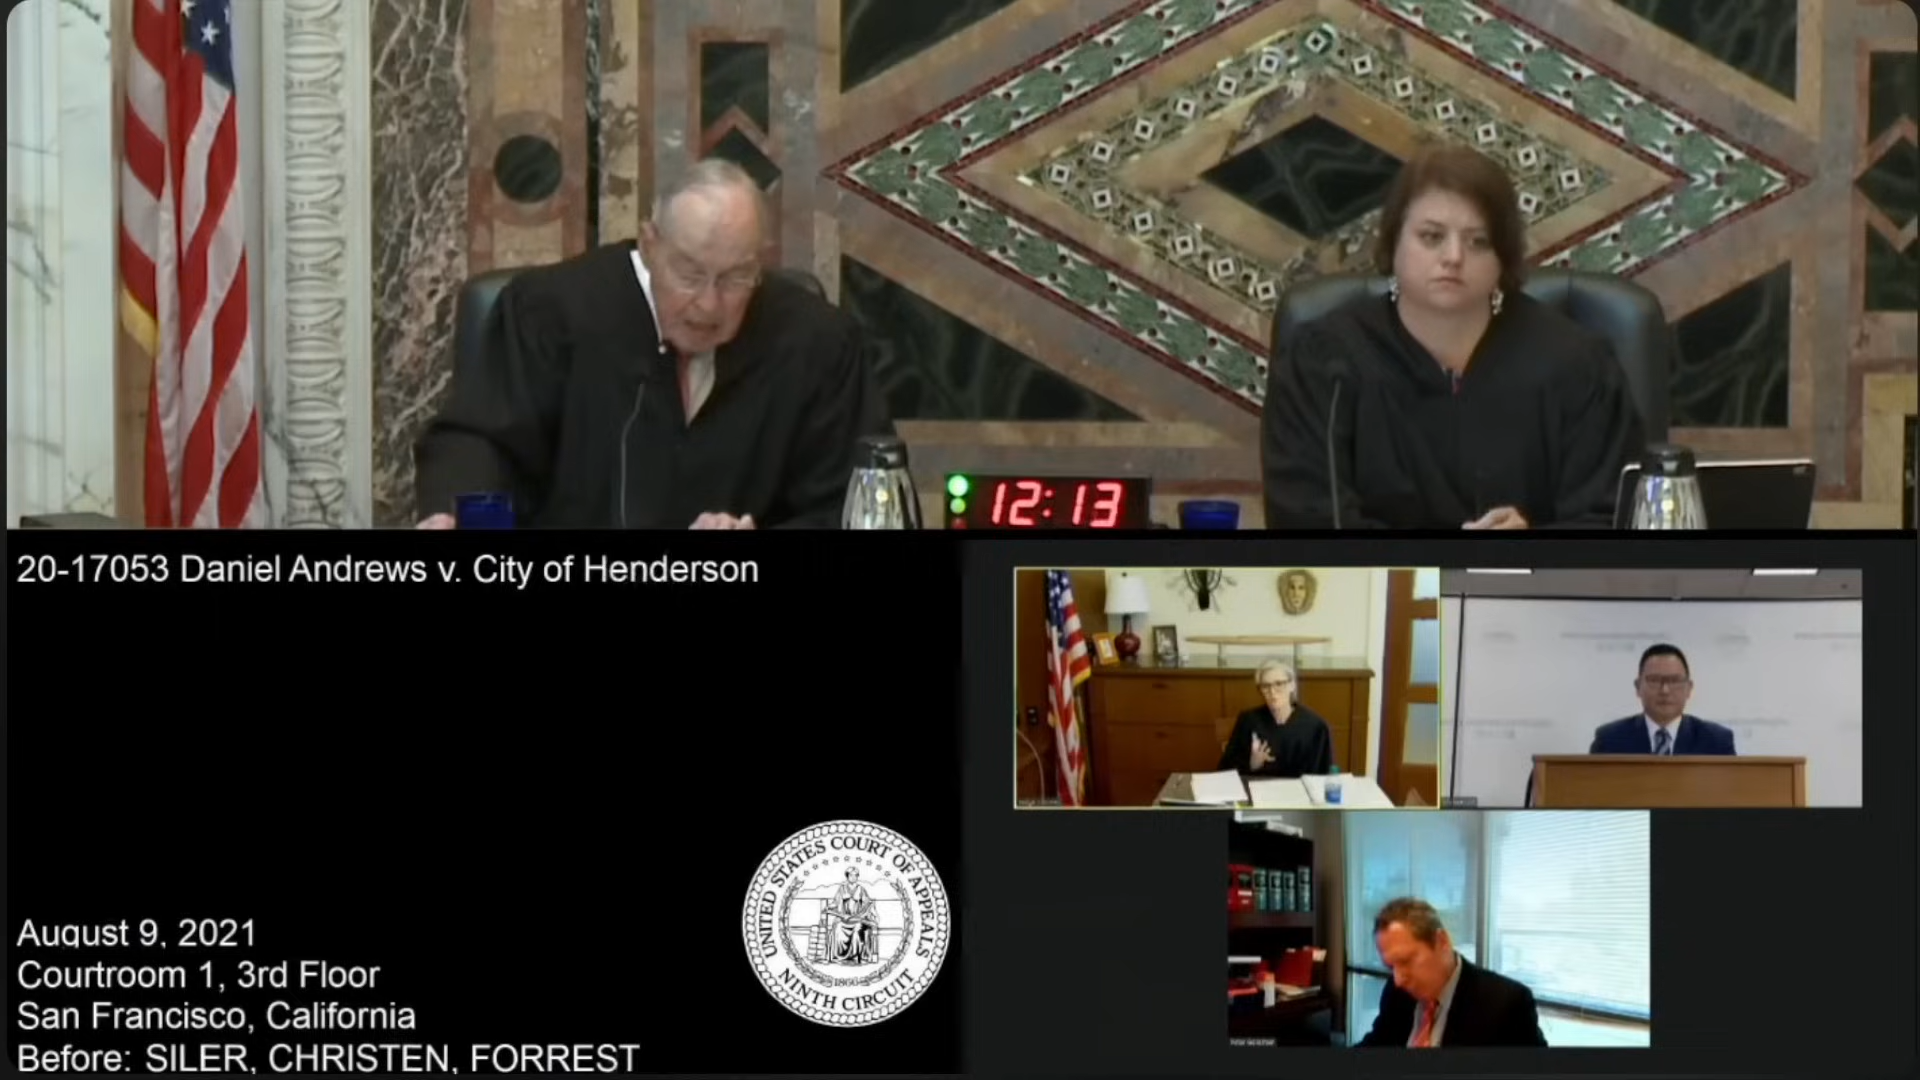 12:13
20-17053 Daniel Andrews v. City of Henderson
August 9, 2021
Courtroom 1, 3rd Floor
San Francisco, California
Before: SILER, CHRISTEN, FORREST
UNITED STATES COURT OF APPEALS
NINTH CIRCUIT